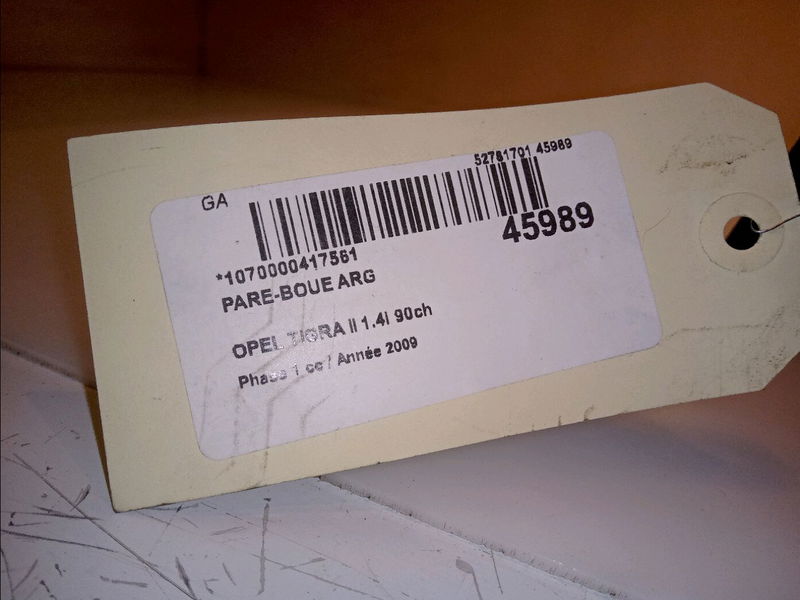 52781701 45989
GA
45989
*1070000417561
PARE-BOUE ARG
OPEL TIGRA II 1.4i 90ch
Phase 1 cc / Année 2009